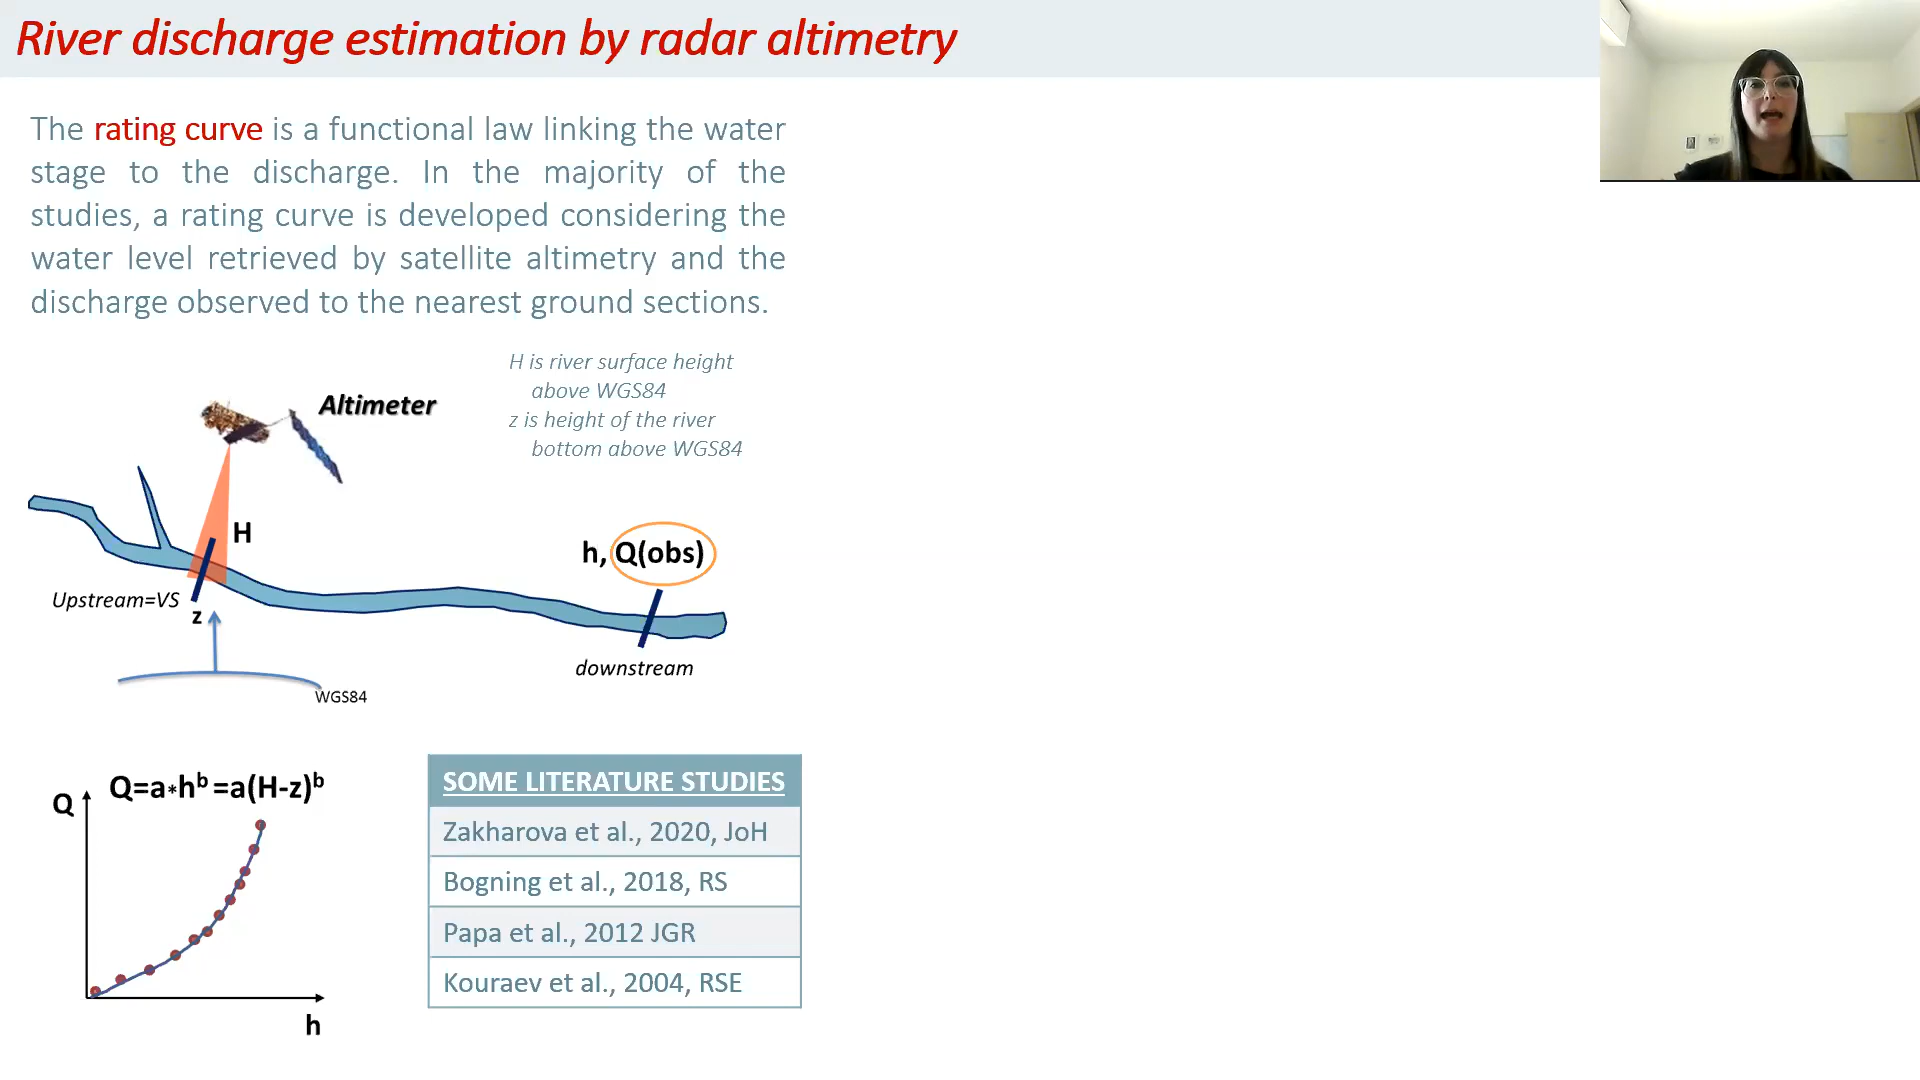 River discharge estimation by radar altimetry
The rating curve is a functional law linking the water
stage to the discharge. In the majority of the
studies, a rating curve is developed considering the
water level retrieved by satellite altimetry and the
discharge observed to the nearest ground sections.
H is river surface height
above WGS84
z is height of the river
bottom above WGS84
Altimeter
H
h, Q(obs)
Upstream=VS
z
downstream
WGS84
Q=a*hᵇ=a(H-z)ᵇ
Q
h
SOME LITERATURE STUDIES
Zakharova et al., 2020, JoH
Bogning et al., 2018, RS
Papa et al., 2012 JGR
Kouraev et al., 2004, RSE